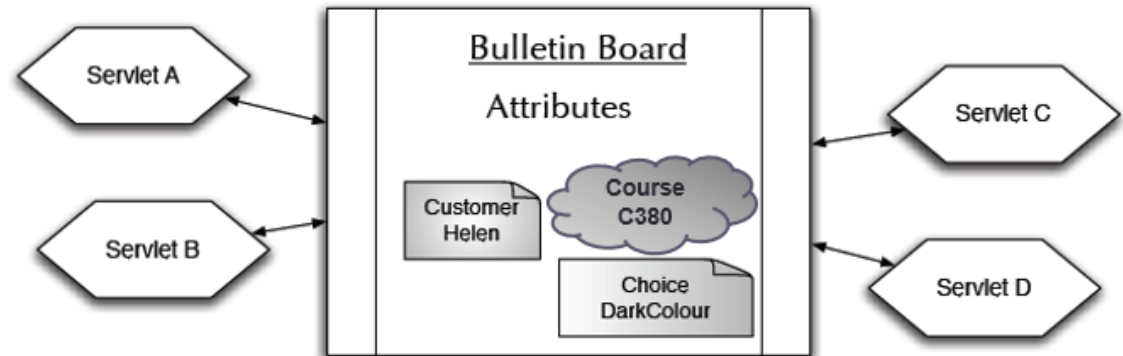 Servlet A
Servlet B
Bulletin Board
Attributes
Customer
Helen
Course
C380
Choice
DarkColour
Servlet C
Servlet D